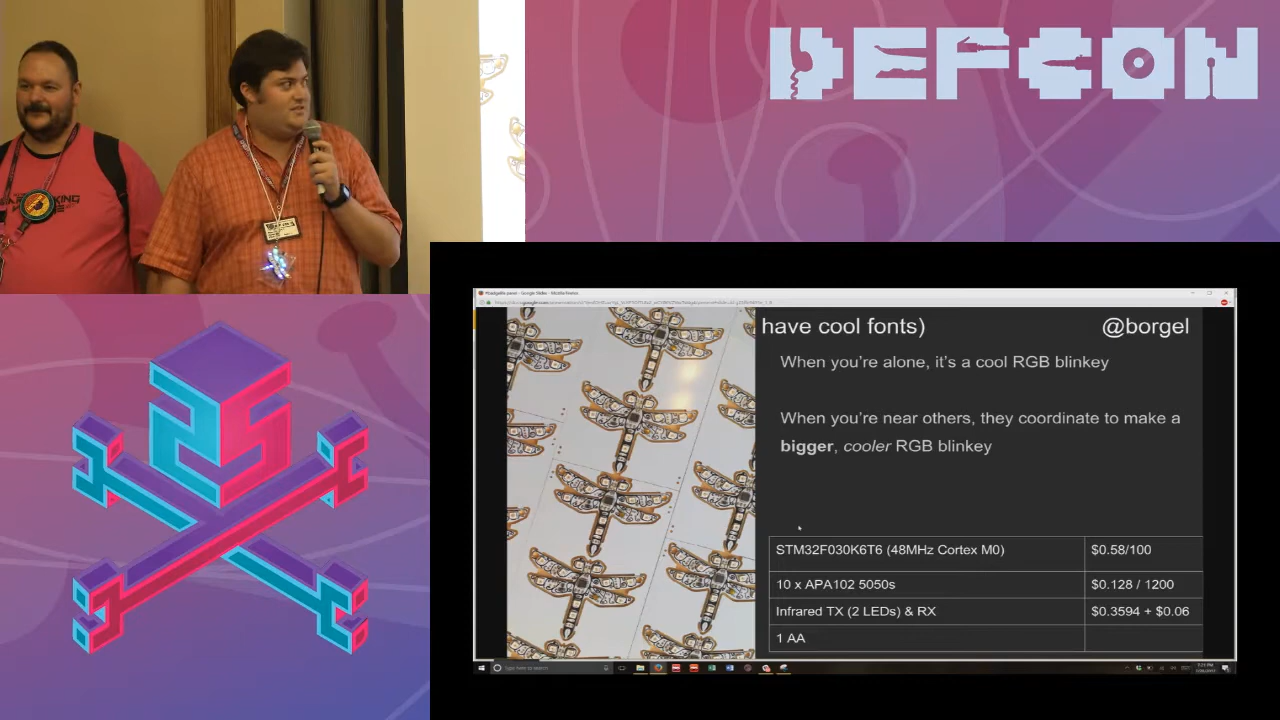 DEFCON
have cool fonts)
@borgel
When you're alone, it's a cool RGB blinkey
When you're near others, they coordinate to make a
bigger, cooler RGB blinkey
STM32F030K6T6 (48MHz Cortex M0) $0.58/100
10 x APA102 5050s $0.128 / 1200
Infrared TX (2 LEDs) & RX $0.3594 + $0.06
1 AA